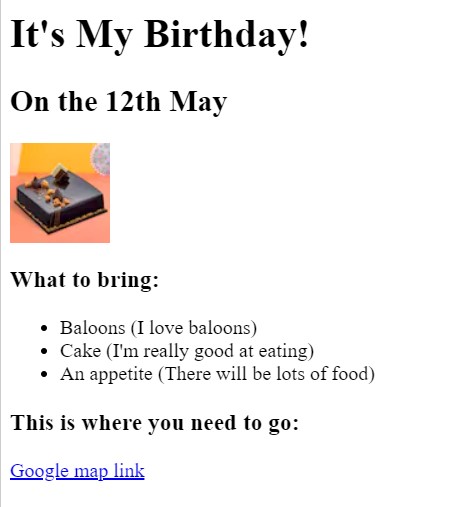 It's My Birthday!
On the 12th May
What to bring:
Baloons (I love baloons)
Cake (I'm really good at eating)
An appetite (There will be lots of food)
This is where you need to go:
Google map link